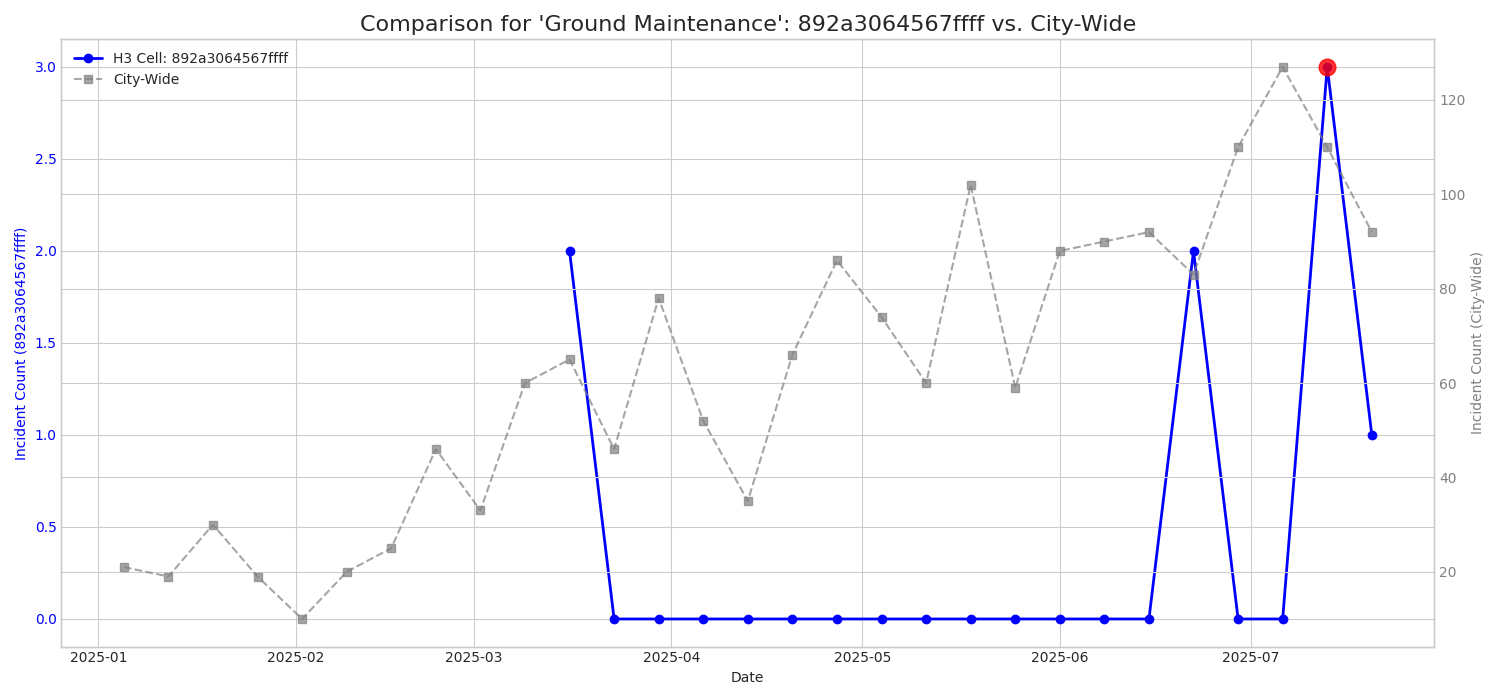 Comparison for 'Ground Maintenance': 892a3064567ffff vs. City-Wide
H3 Cell: 892a3064567ffff
City-Wide
Incident Count (892a3064567ffff)
3.0
2.5
2.0
1.5
1.0
0.5
0.0
120
100
80
60
40
20
Incident Count (City-Wide)
2025-01 2025-02 2025-03 2025-04 2025-05 2025-06 2025-07
Date